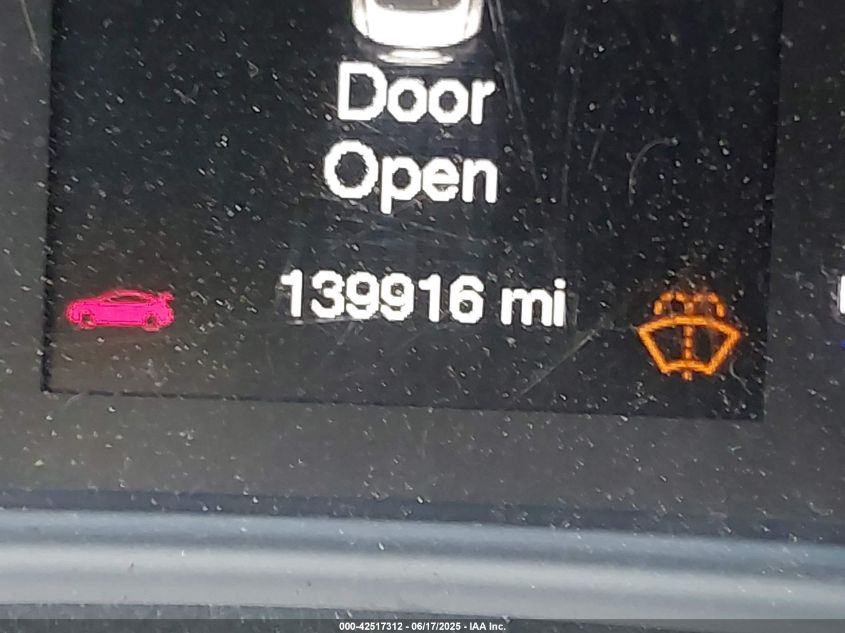 Door
Open
139916 mi
000-42517312 - 06/17/2025 - IAA Inc.